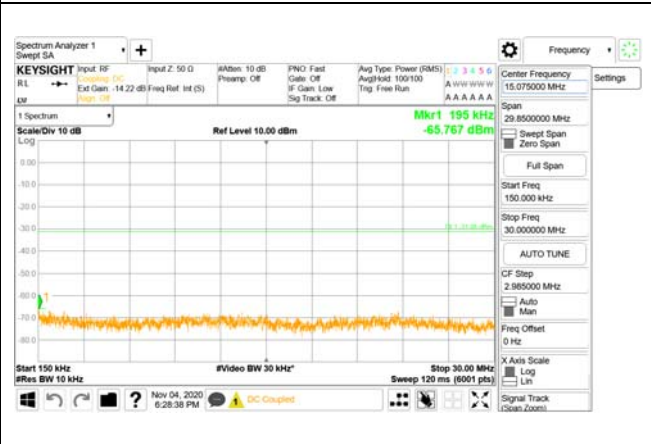 Spectrum Analyzer 1
Swept SA
Frequency
KEYSIGHT
Input: RF
Coupling: DC
Ext Gain: -14.22 dB
Align: Off
Input Z: 50 Ω
Freq Ref: Int (S)
#Atten: 10 dB
Preamp: Off
PNO: Fast
Gate: Off
IF Gain: Low
Sig Track: Off
Avg Type: Power (RMS)
Avg|Hold: 100/100
Trig: Free Run
1 2 3 4 5 6
A W W W W W
A A A A A A
R L
1 Spectrum
Scale/Div 10 dB
Ref Level 10.00 dBm
Mkr1 195 kHz
-65.767 dBm
Log
0.00
-10.0
-20.0
-30.0
-40.0
-50.0
-60.0
-70.0
-80.0
1
Start 150 kHz
#Res BW 10 kHz
#Video BW 30 kHz*
Stop 30.00 MHz
Sweep 120 ms (6001 pts)
?
Nov 04, 2020
6:28:38 PM
1
DC Coupled
Center Frequency
15.075000 MHz
Settings
Span
29.8500000 MHz
Swept Span
Zero Span
Full Span
Start Freq
150.000 kHz
Stop Freq
30.000000 MHz
AUTO TUNE
CF Step
2.985000 MHz
Auto
Man
Freq Offset
0 Hz
X Axis Scale
Log
Lin
Signal Track
(Span Zoom)